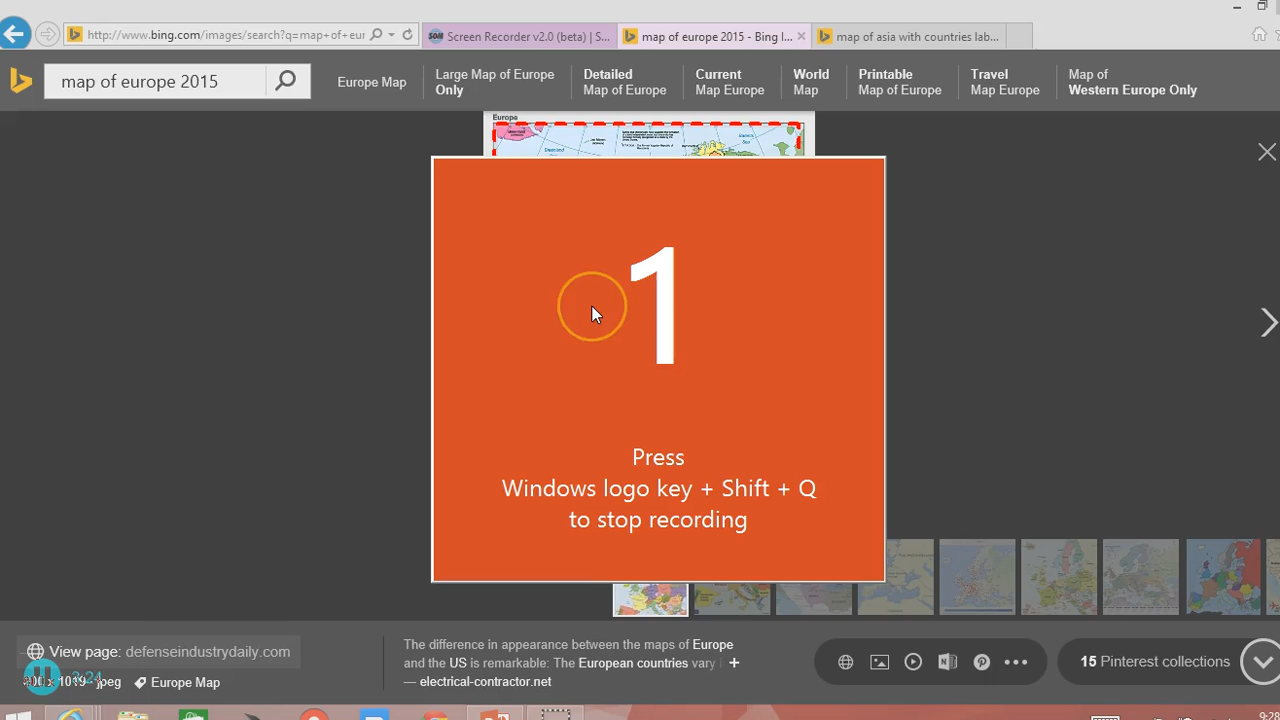 http://www.bing.com/images/search?q=map+of+eur
Screen Recorder v2.0 (beta) | S...
map of europe 2015 - Bing I...
map of asia with countries lab...
map of europe 2015
Europe Map
Large Map of Europe
Only
Detailed
Map of Europe
Current
Map Europe
World
Map
Printable
Map of Europe
Travel
Map Europe
Map of
Western Europe Only
Europe
1
Press
Windows logo key + Shift + Q
to stop recording
View page: defenseindustrydaily.com
jpeg
Europe Map
The difference in appearance between the maps of Europe
and the US is remarkable: The European countries vary
— electrical-contractor.net
15 Pinterest collections
9:28